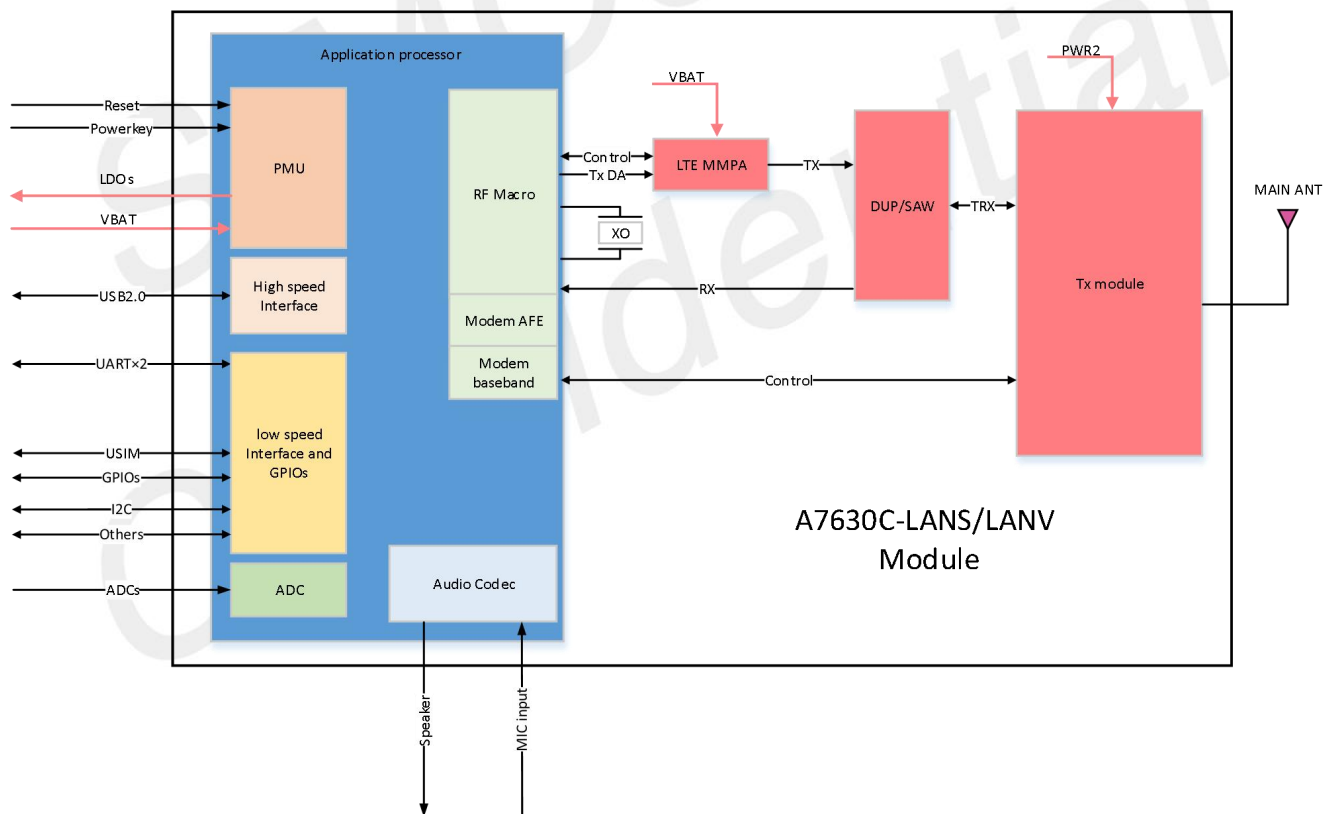 Application processor
Reset
Powerkey
LDOs
VBAT
PMU
USB2.0
High speed
Interface
UART×2
USIM
GPIOs
I2C
Others
low speed
Interface and
GPIOs
ADCs
ADC
Audio Codec
Speaker
MIC input
RF Macro
Modem AFE
Modem
baseband
Control
Tx DA
XO
RX
VBAT
LTE MMPA
TX
DUP/SAW
TRX
PWR2
Tx module
Control
MAIN ANT
A7630C-LANS/LANV
Module